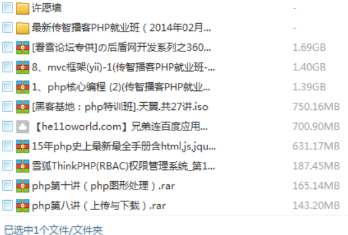 许愿墙
最新传智播客PHP就业班（2014年02月...
[看雪论坛专供]の后盾网开发系列之360... 1.69GB
8、mvc框架(yii)-1(传智播客PHP就业班-... 1.40GB
1、php核心编程 (2)(传智播客PHP就业班-... 1.39GB
[黑客基地：php特训班].天翼.共27讲.iso 750.16MB
【he11oworld.com】兄弟连百度应用... 700.90MB
15年php史上最新最全手册含html,js,jqu... 631.17MB
雪狐ThinkPHP(RBAC)权限管理系统_第1... 187.45MB
php第十讲（php图形处理）.rar 165.14MB
php第八讲（上传与下载）.rar 143.20MB
已选中1个文件/文件夹